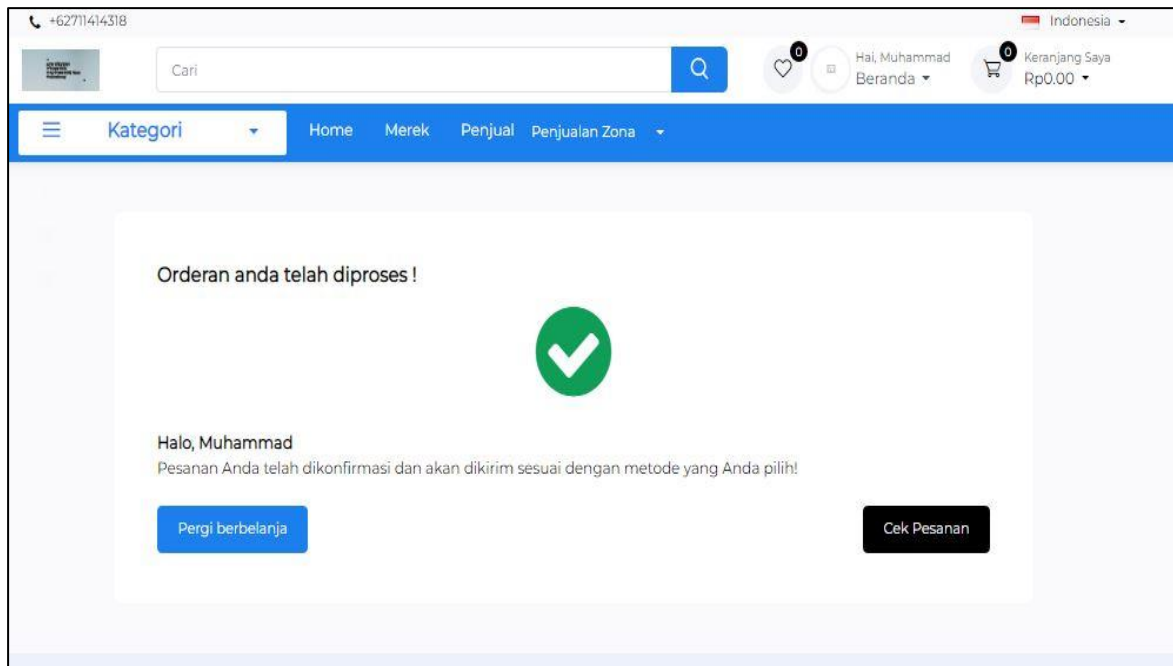 +62711414318
Indonesia
Cari
0
Hai, Muhammad
Beranda
0
Keranjang Saya
Rp0.00
Kategori
Home Merek Penjual Penjualan Zona
Orderan anda telah diproses !
Halo, Muhammad
Pesanan Anda telah dikonfirmasi dan akan dikirim sesuai dengan metode yang Anda pilih!
Pergi berbelanja
Cek Pesanan